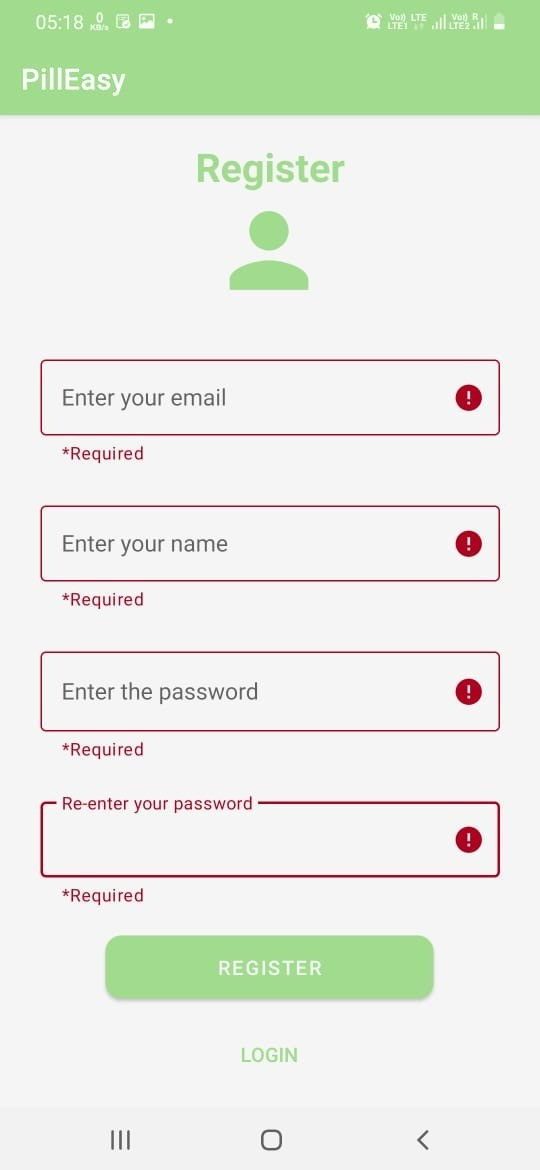 05:18 0 KB/s Vo) LTE LTE1 Vo) R LTE2
PillEasy
Register
Enter your email
*Required
Enter your name
*Required
Enter the password
*Required
Re-enter your password
*Required
REGISTER
LOGIN